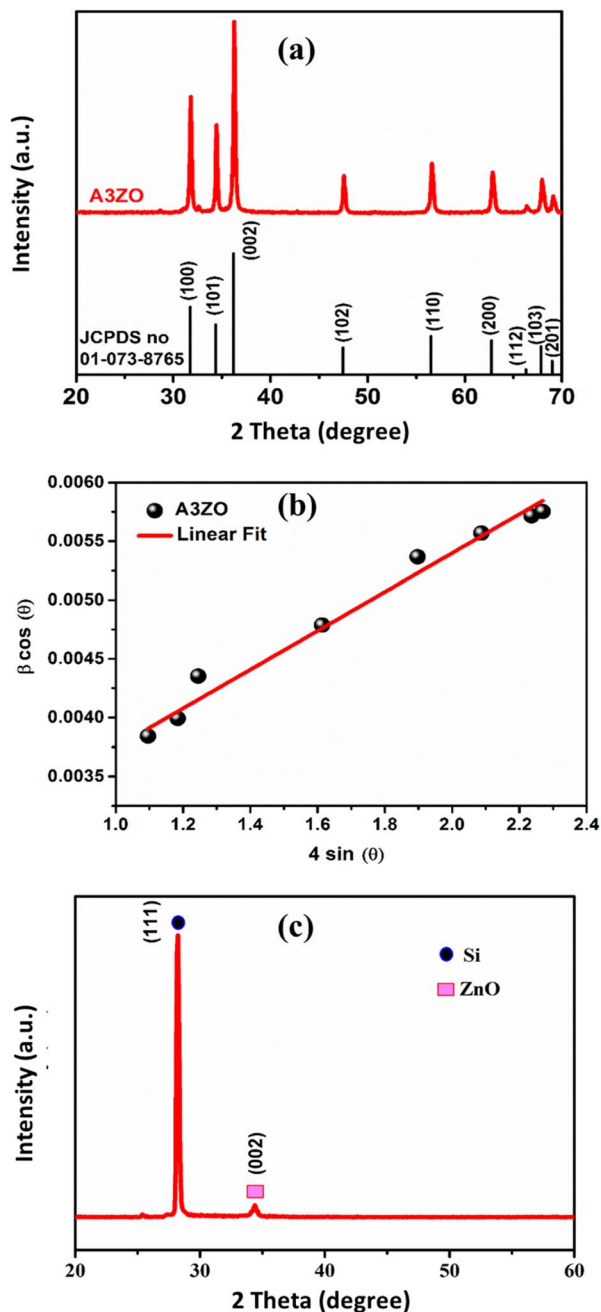 (a)
Intensity (a.u.)
A3ZO
(100)
(101)
(002)
(102)
(110)
(200)
(112)
(103)
(201)
JCPDS no
01-073-8765
20 30 40 50 60 70
2 Theta (degree)
(b)
A3ZO
Linear Fit
β cos (θ)
0.0060
0.0055
0.0050
0.0045
0.0040
0.0035
1.0 1.2 1.4 1.6 1.8 2.0 2.2 2.4
4 sin (θ)
(c)
Intensity (a.u.)
(111)
Si
ZnO
(002)
20 30 40 50 60
2 Theta (degree)